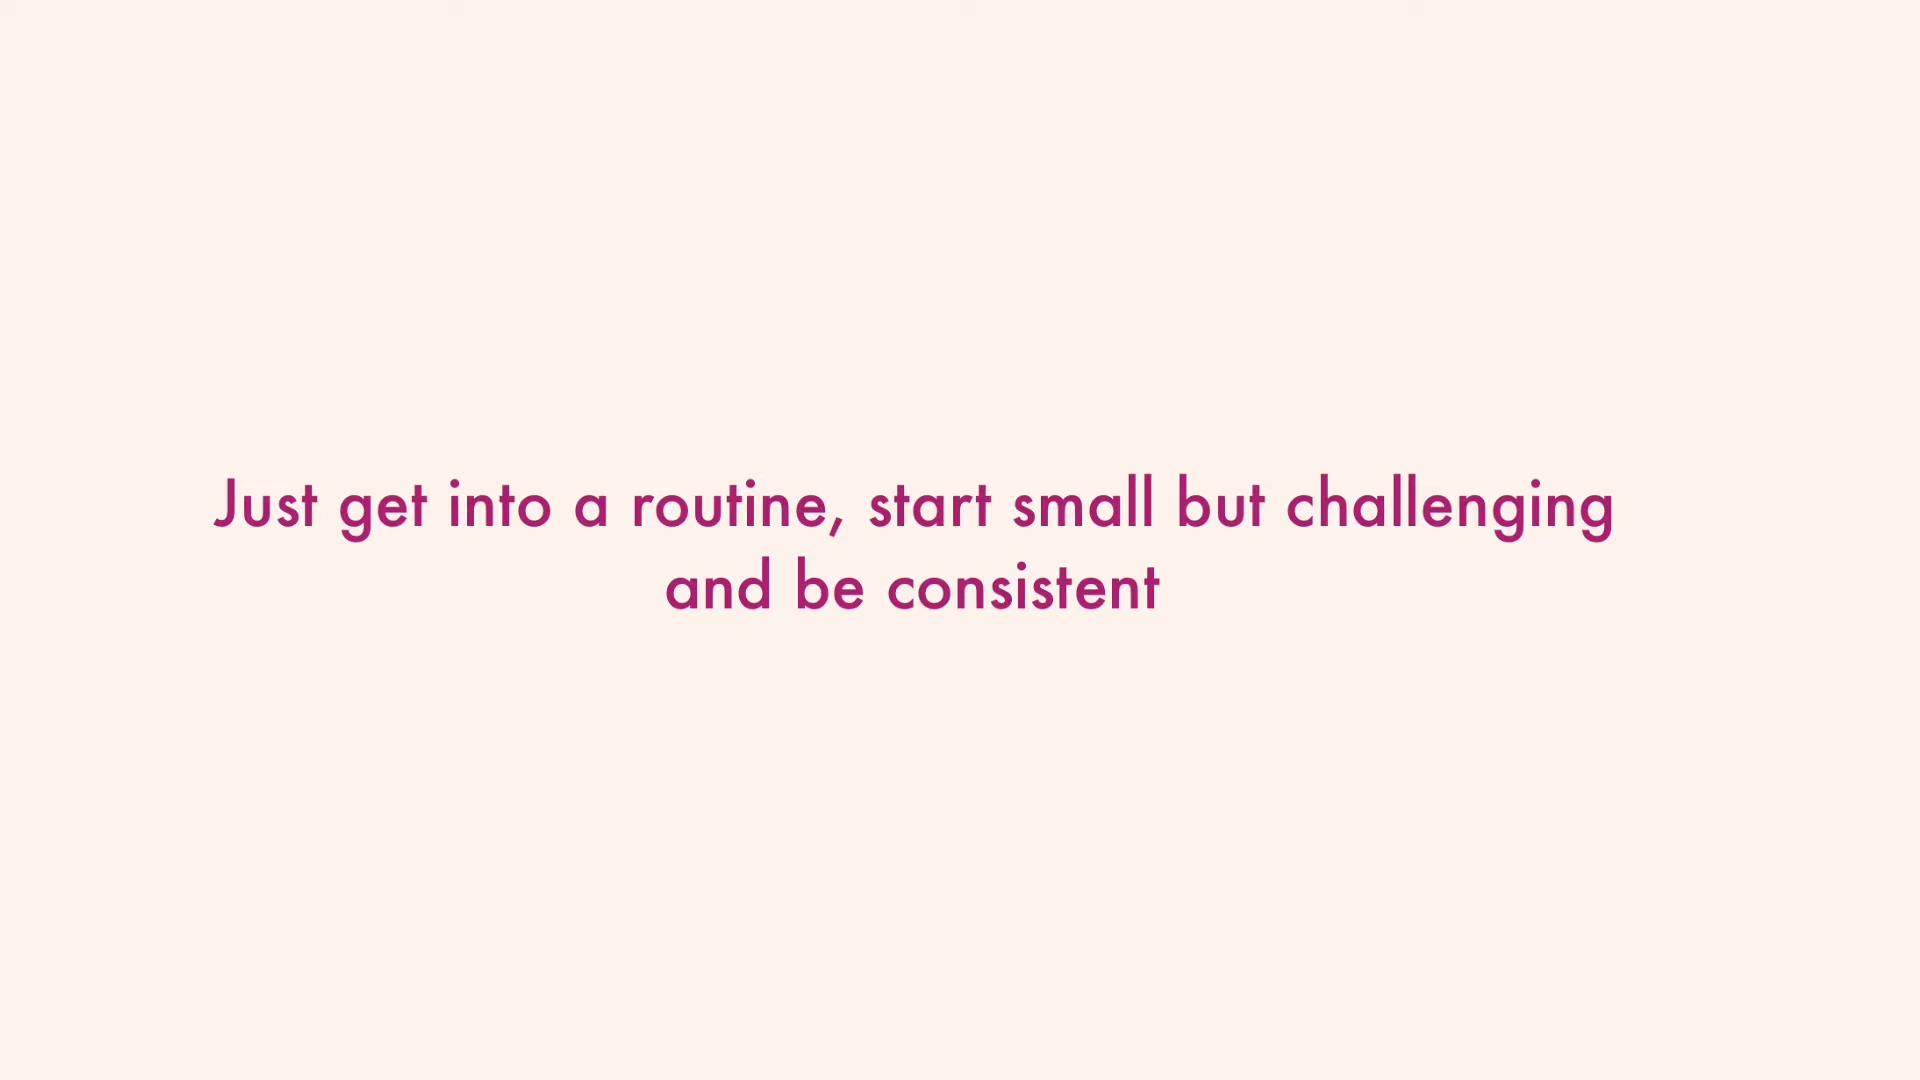 Just get into a routine, start small but challenging
and be consistent